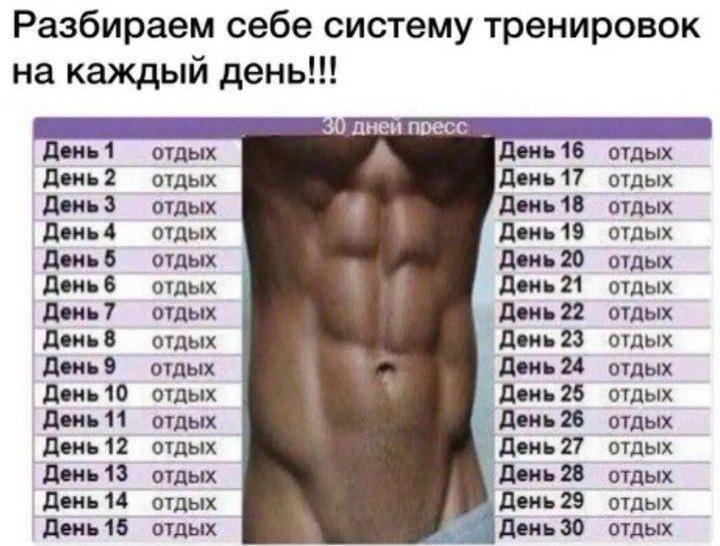 Разбираем себе систему тренировок
на каждый день!!!
30 дней пресс
День 1 отдых
День 2 отдых
День 3 отдых
День 4 отдых
День 5 отдых
День 6 отдых
День 7 отдых
День 8 отдых
День 9 отдых
День 10 отдых
День 11 отдых
День 12 отдых
День 13 отдых
День 14 отдых
День 15 отдых
День 16 отдых
День 17 отдых
День 18 отдых
День 19 отдых
День 20 отдых
День 21 отдых
День 22 отдых
День 23 отдых
День 24 отдых
День 25 отдых
День 26 отдых
День 27 отдых
День 28 отдых
День 29 отдых
День 30 отдых